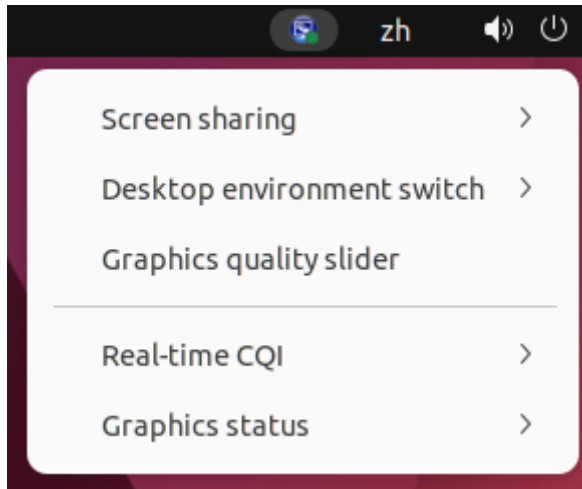 zh
Screen sharing
Desktop environment switch
Graphics quality slider
Real-time CQI
Graphics status